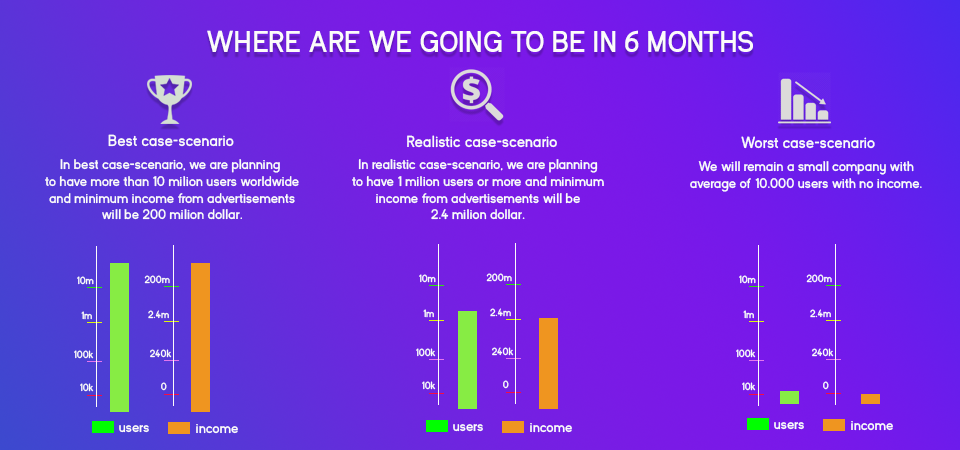 WHERE ARE WE GOING TO BE IN 6 MONTHS
$
Best case-scenario
In best case-scenario, we are planning
to have more than 10 milion users worldwide
and minimum income from advertisements
will be 200 milion dollar.
10m
1m
100k
10k
200m
2.4m
240k
0
users
income
Realistic case-scenario
In realistic case-scenario, we are planning
to have 1 milion users or more and minimum
income from advertisements will be
2.4 milion dollar.
10m
1m
100k
10k
200m
2.4m
240k
0
users
income
Worst case-scenario
We will remain a small company with
average of 10.000 users with no income.
10m
1m
100k
10k
200m
2.4m
240k
0
users
income